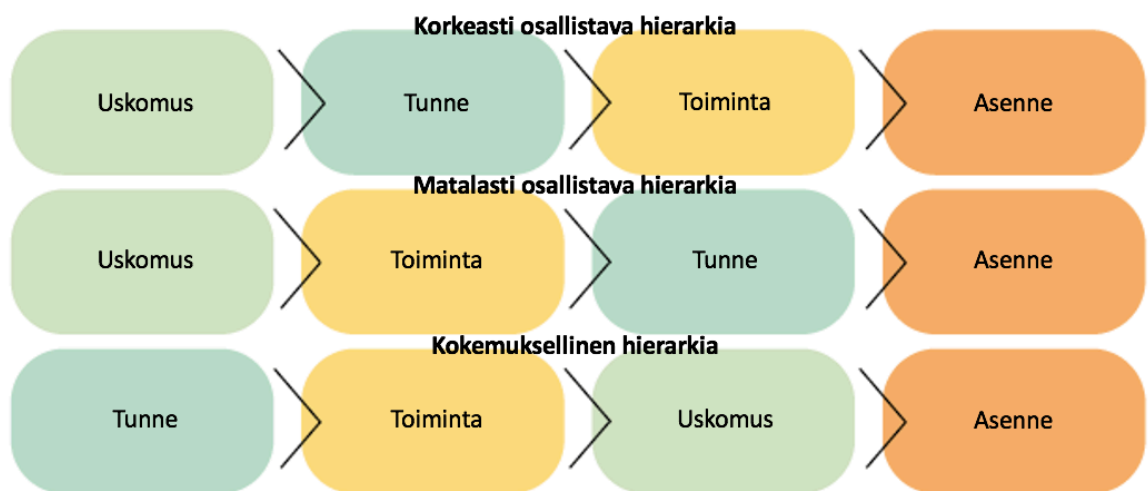 Korkeasti osallistava hierarkia
Uskomus Tunne Toiminta Asenne
Matalasti osallistava hierarkia
Uskomus Toiminta Tunne Asenne
Kokemuksellinen hierarkia
Tunne Toiminta Uskomus Asenne